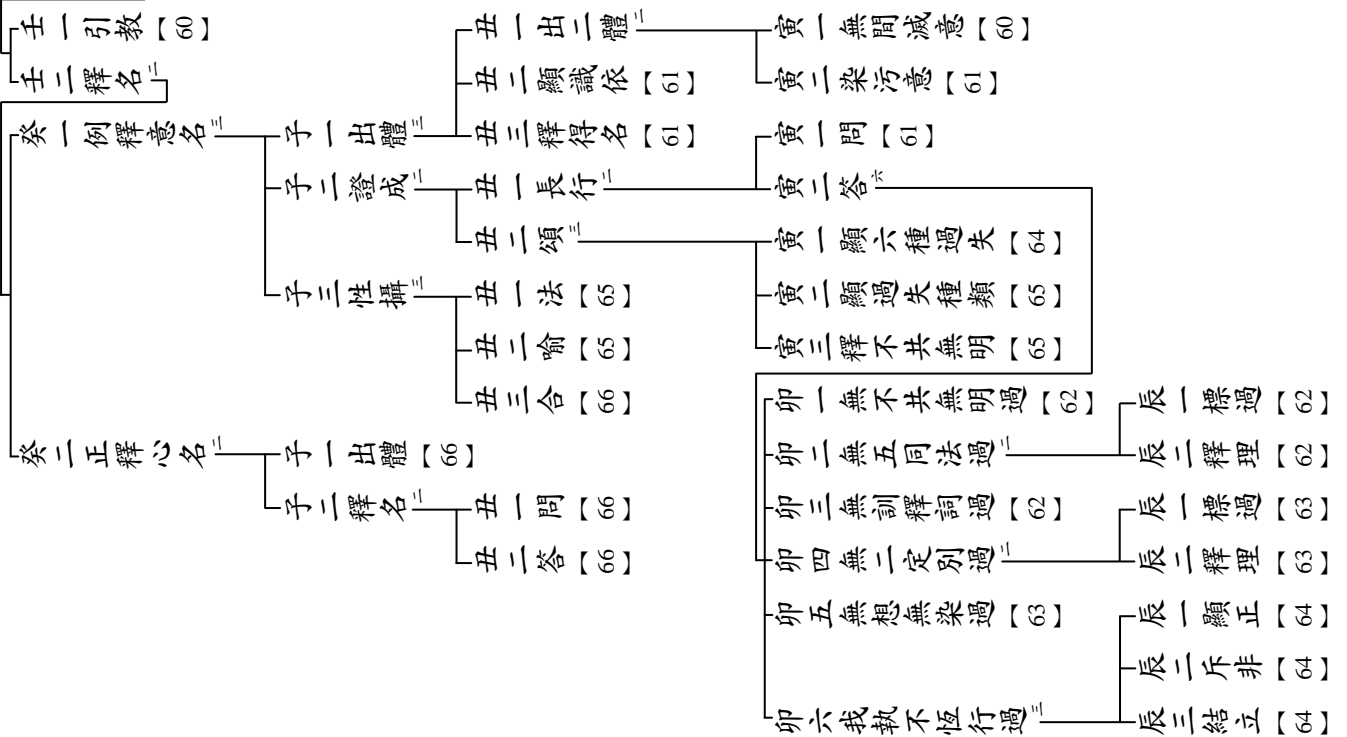 壬一引教【60】
壬二釋名二
癸一例釋意名三
子一出體三
丑一出二體二
寅一無間滅意【60】
寅二染污意【61】
丑二顯識依【61】
丑三釋得名【61】
子二證成二
丑一長行二
寅一問【61】
寅二答六
卯一無不共無明過【62】
卯二無五同法過二
辰一標過【62】
辰二釋理【62】
卯三無訓釋詞過【62】
卯四無二定別過二
辰一標過【63】
辰二釋理【63】
卯五無想無染過【63】
卯六我執不恆行過三
辰一顯正【64】
辰二斥非【64】
辰三結立【64】
丑二頌三
寅一顯六種過失【64】
寅二顯過失種類【65】
寅三釋不共無明【65】
子三性攝三
丑一法【65】
丑二喻【65】
丑三合【66】
癸二正釋心名二
子一出體【66】
子二釋名二
丑一問【66】
丑二答【66】